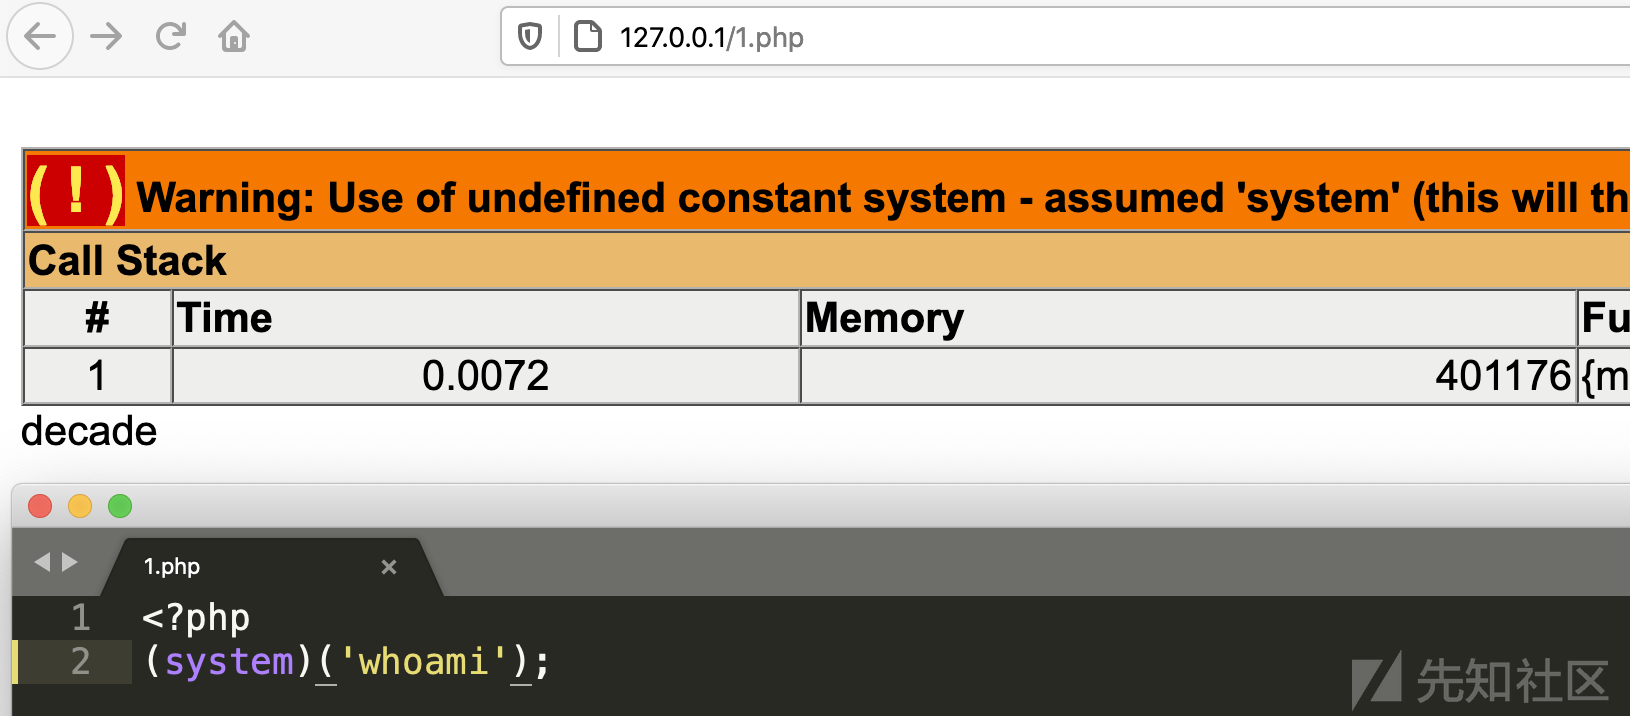 127.0.0.1/1.php
(!) Warning: Use of undefined constant system - assumed 'system' (this will th
Call Stack
# Time Memory Fu
1 0.0072 401176 {m
decade
1.php ×
1 <?php
2 (system)('whoami');
先知社区